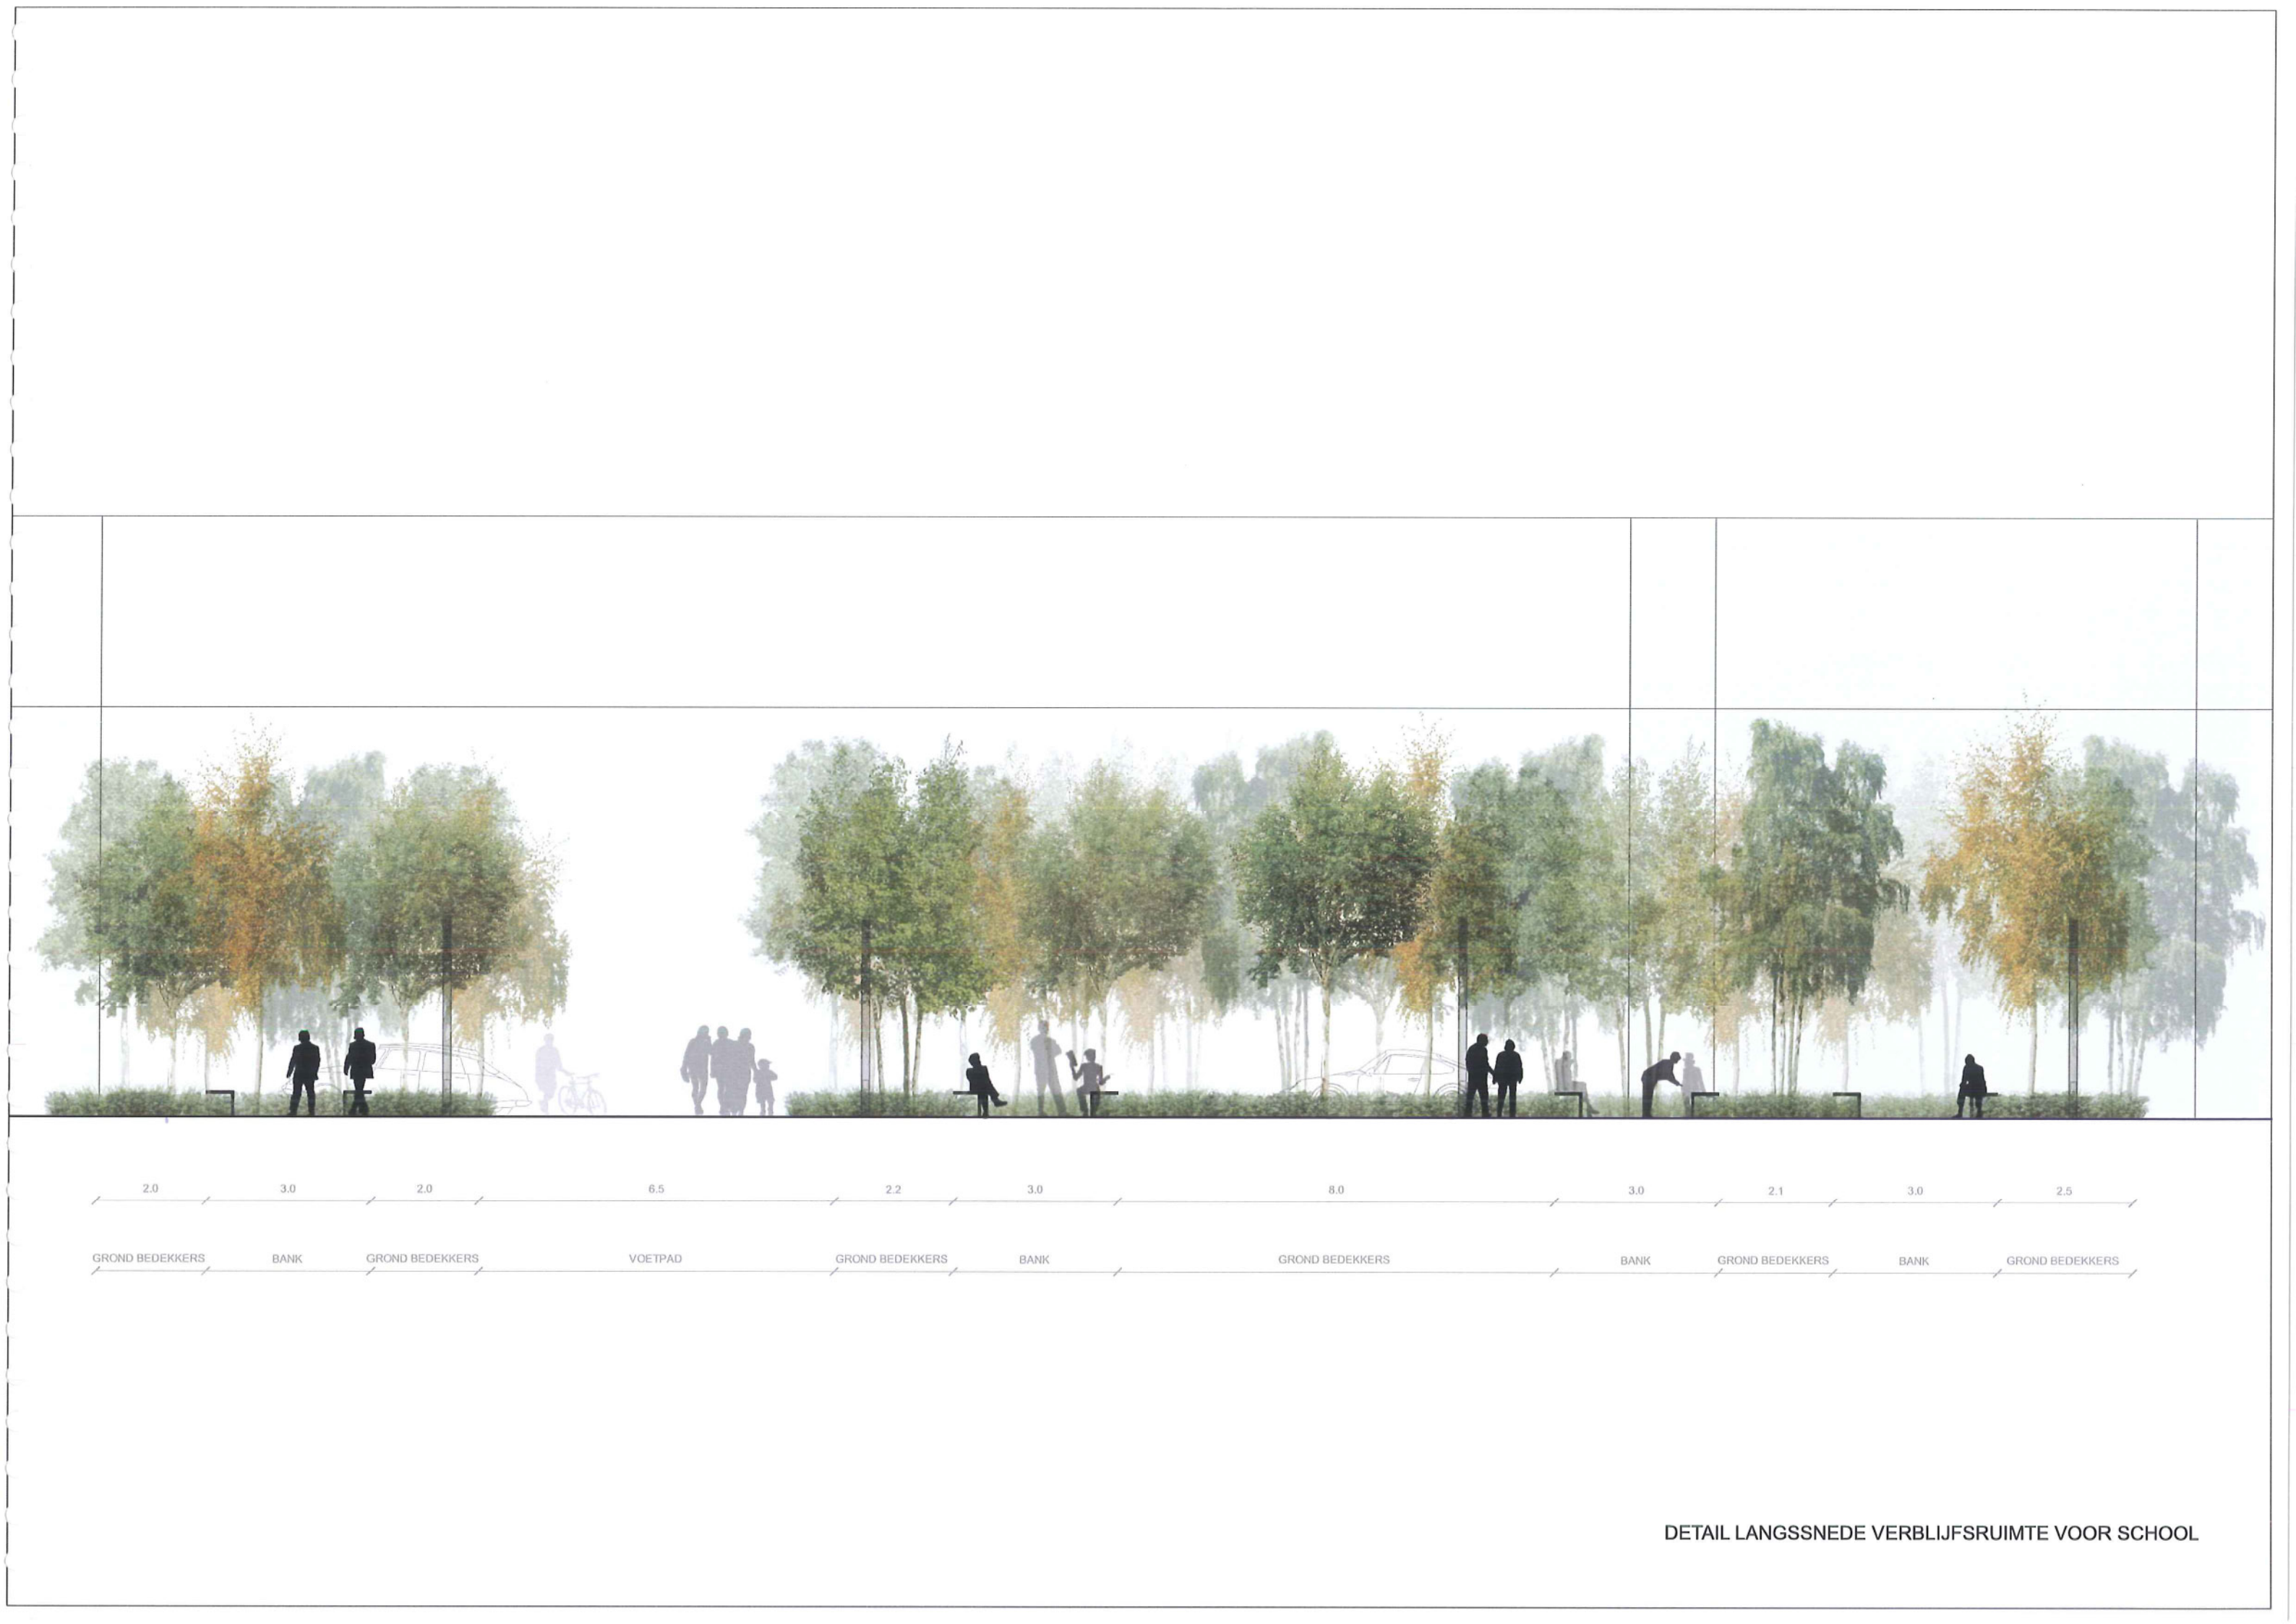 2.0 3.0 2.0 6.5 2.2 3.0 8.0 3.0 2.1 3.0 2.5
GROND BEDEKKERS BANK GROND BEDEKKERS VOETPAD GROND BEDEKKERS BANK GROND BEDEKKERS BANK GROND BEDEKKERS BANK GROND BEDEKKERS
DETAIL LANGSSNEDE VERBLIJFSRUIMTE VOOR SCHOOL